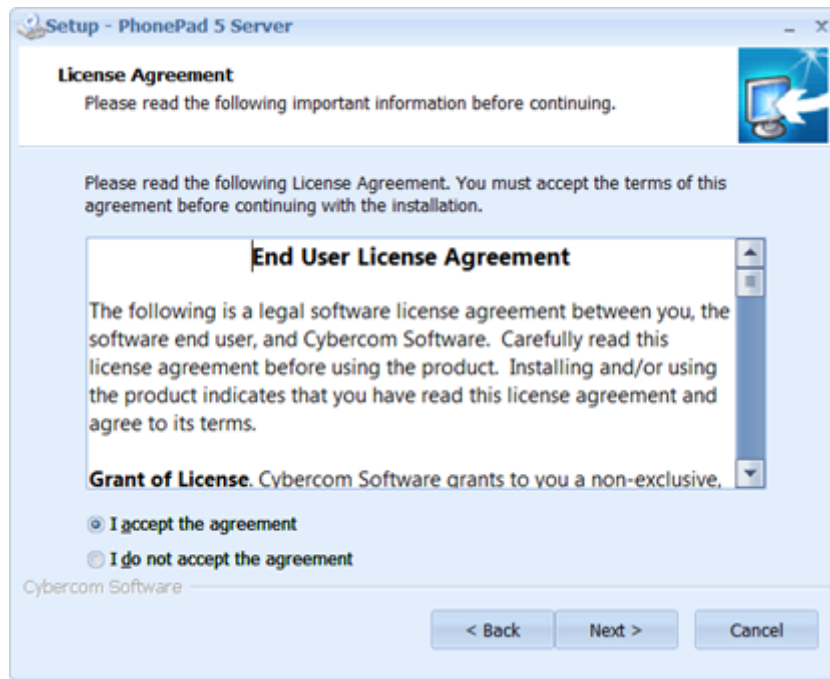 Setup - PhonePad 5 Server
License Agreement
Please read the following important information before continuing.
Please read the following License Agreement. You must accept the terms of this
agreement before continuing with the installation.
End User License Agreement
The following is a legal software license agreement between you, the
software end user, and Cybercom Software.  Carefully read this
license agreement before using the product.  Installing and/or using
the product indicates that you have read this license agreement and
agree to its terms.
Grant of License. Cybercom Software grants to you a non-exclusive,
I accept the agreement
I do not accept the agreement
Cybercom Software
< Back
Next >
Cancel